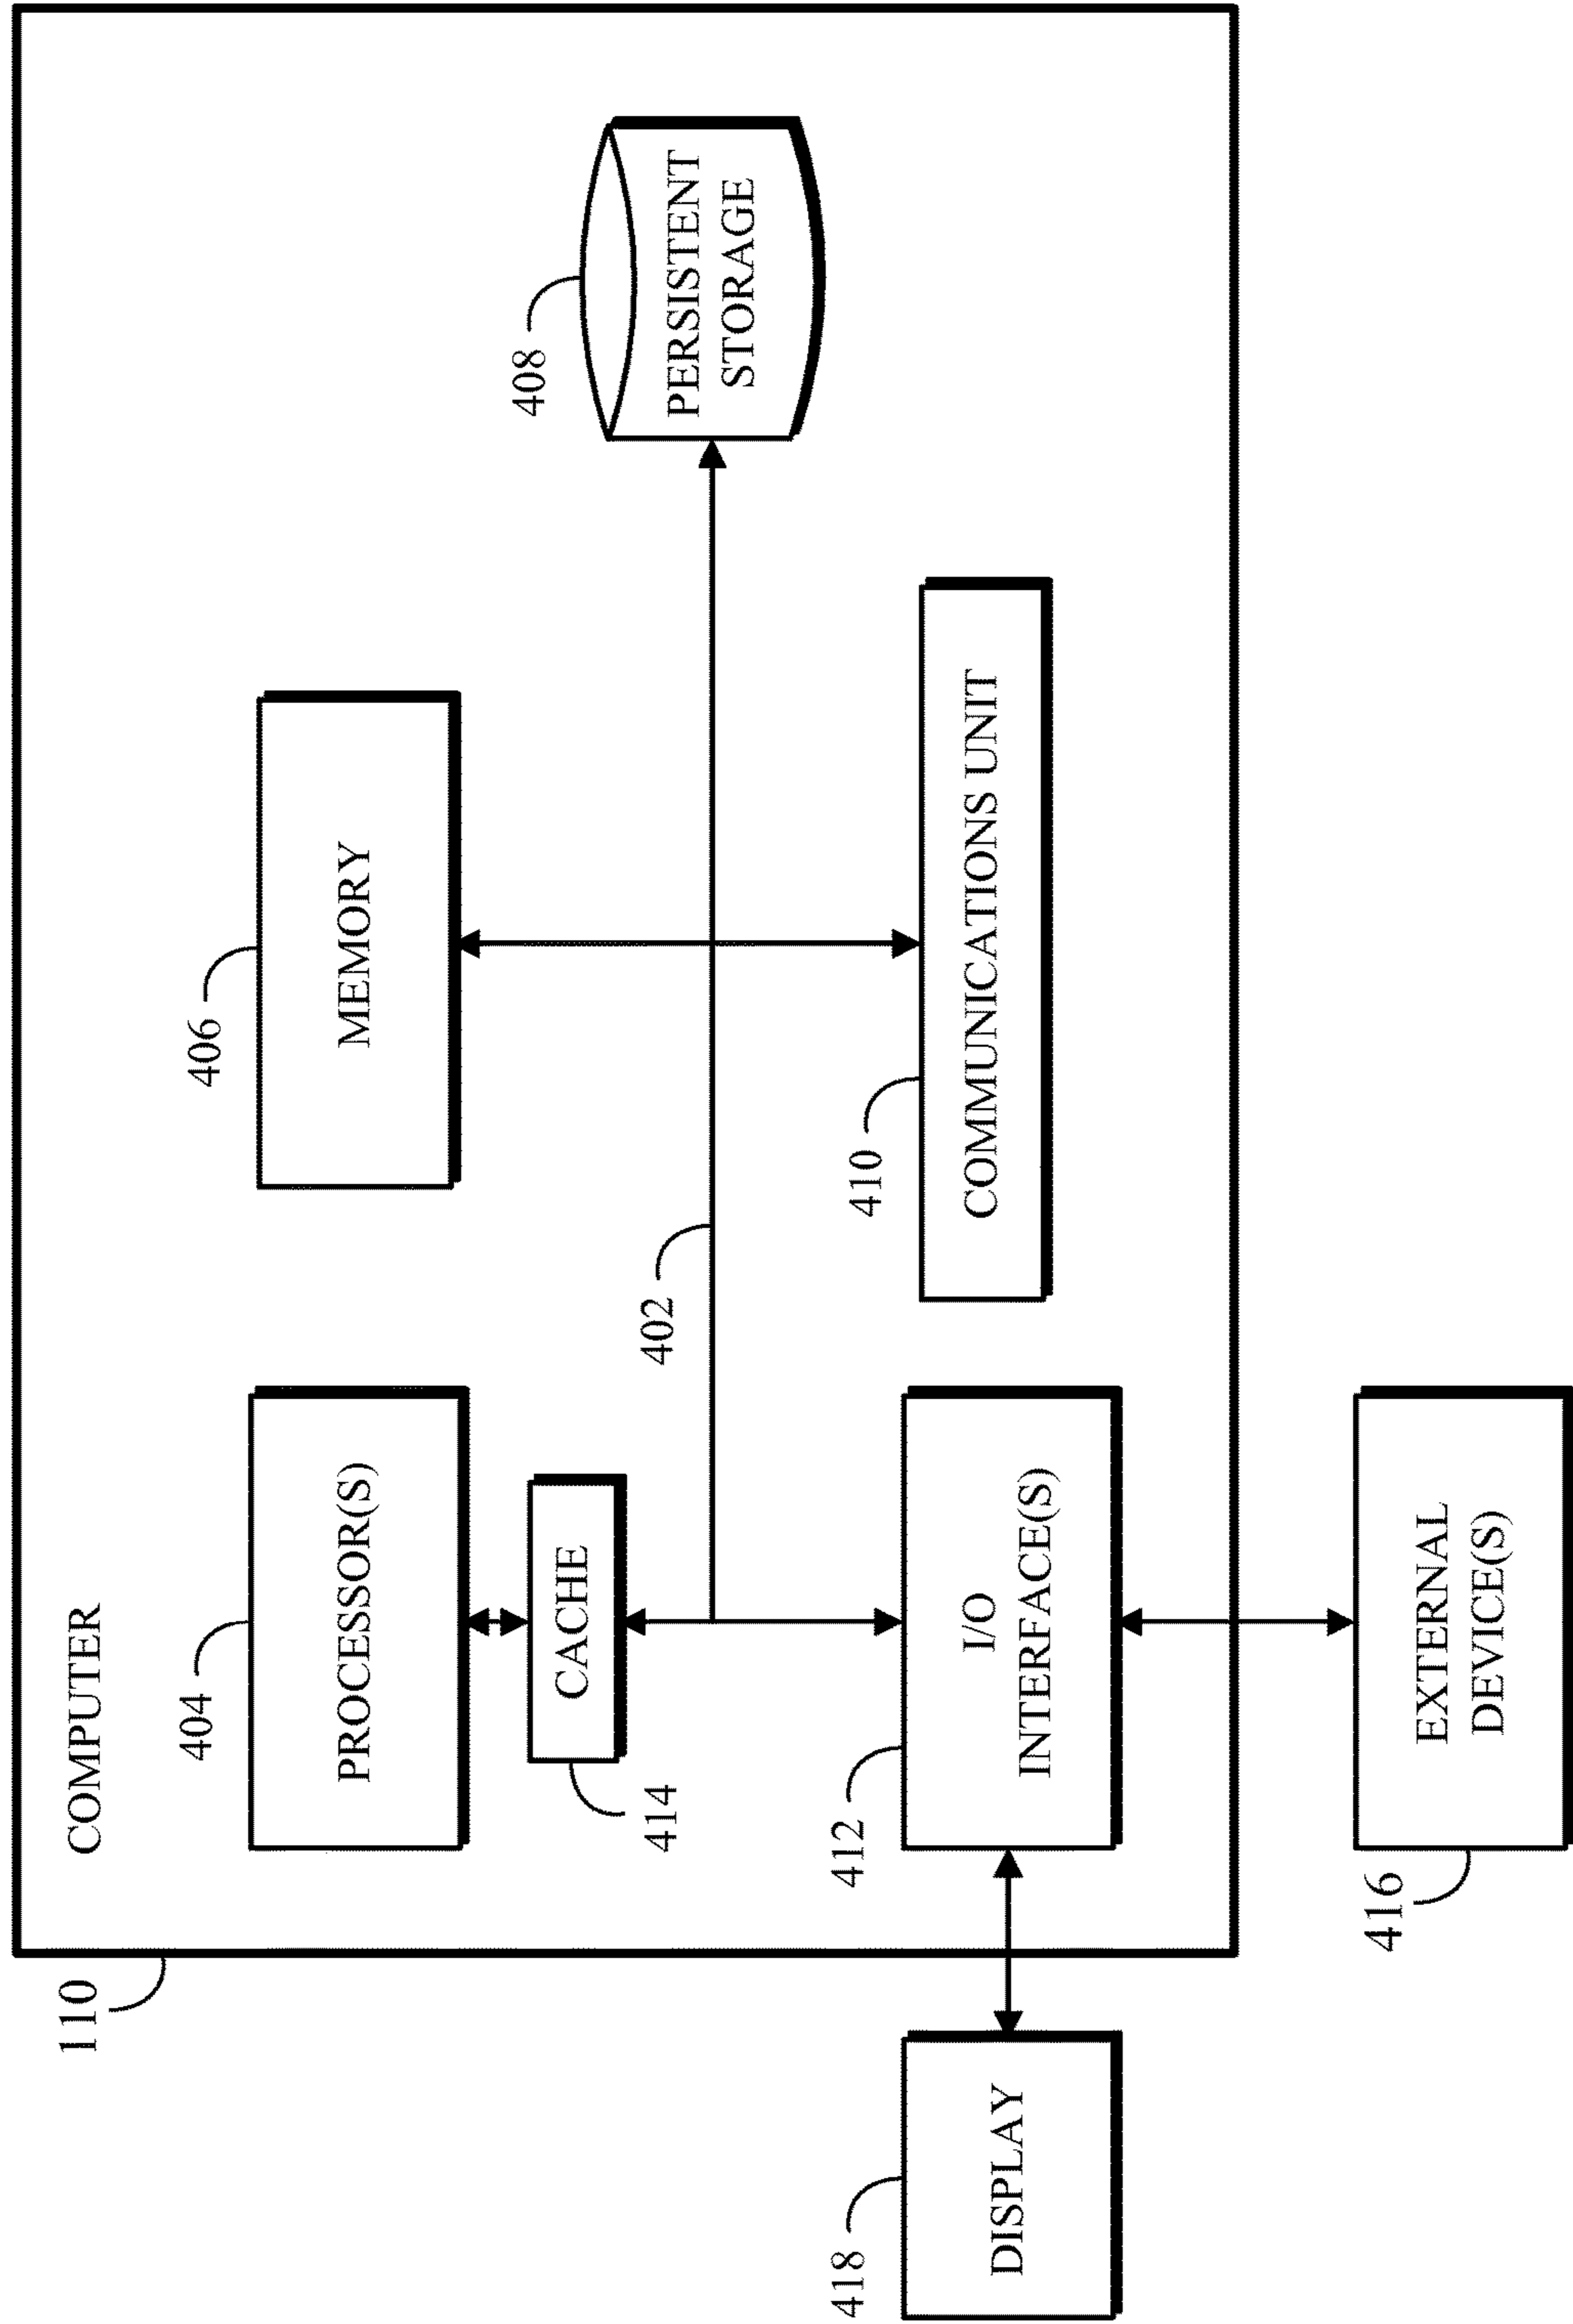 COMPUTER
110
404
PROCESSOR(S)
414
CACHE
406
MEMORY
402
408
PERSISTENT
STORAGE
412
I/O
INTERFACE(S)
410
COMMUNICATIONS UNIT
418
DISPLAY
416
EXTERNAL
DEVICE(S)